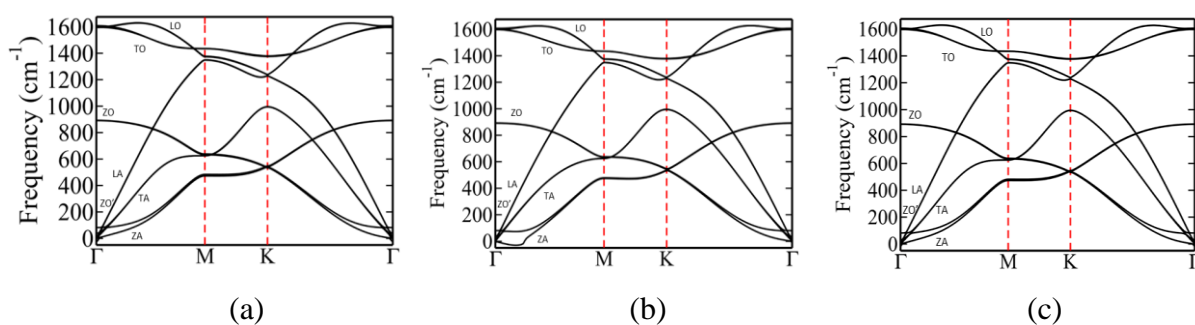 1600
1400
1200
1000
800
600
400
200
0
Frequency (cm⁻¹)
LO
TO
ZO
LA
TA
ZO'
ZA
Γ M K Γ
(a)
1600
1400
1200
1000
800
600
400
200
0
Frequency (cm⁻¹)
LO
TO
ZO
LA
TA
ZO'
ZA
Γ M K Γ
(b)
1600
1400
1200
1000
800
600
400
200
0
Frequency (cm⁻¹)
LO
TO
ZO
LA
TA
ZO'
ZA
Γ M K Γ
(c)